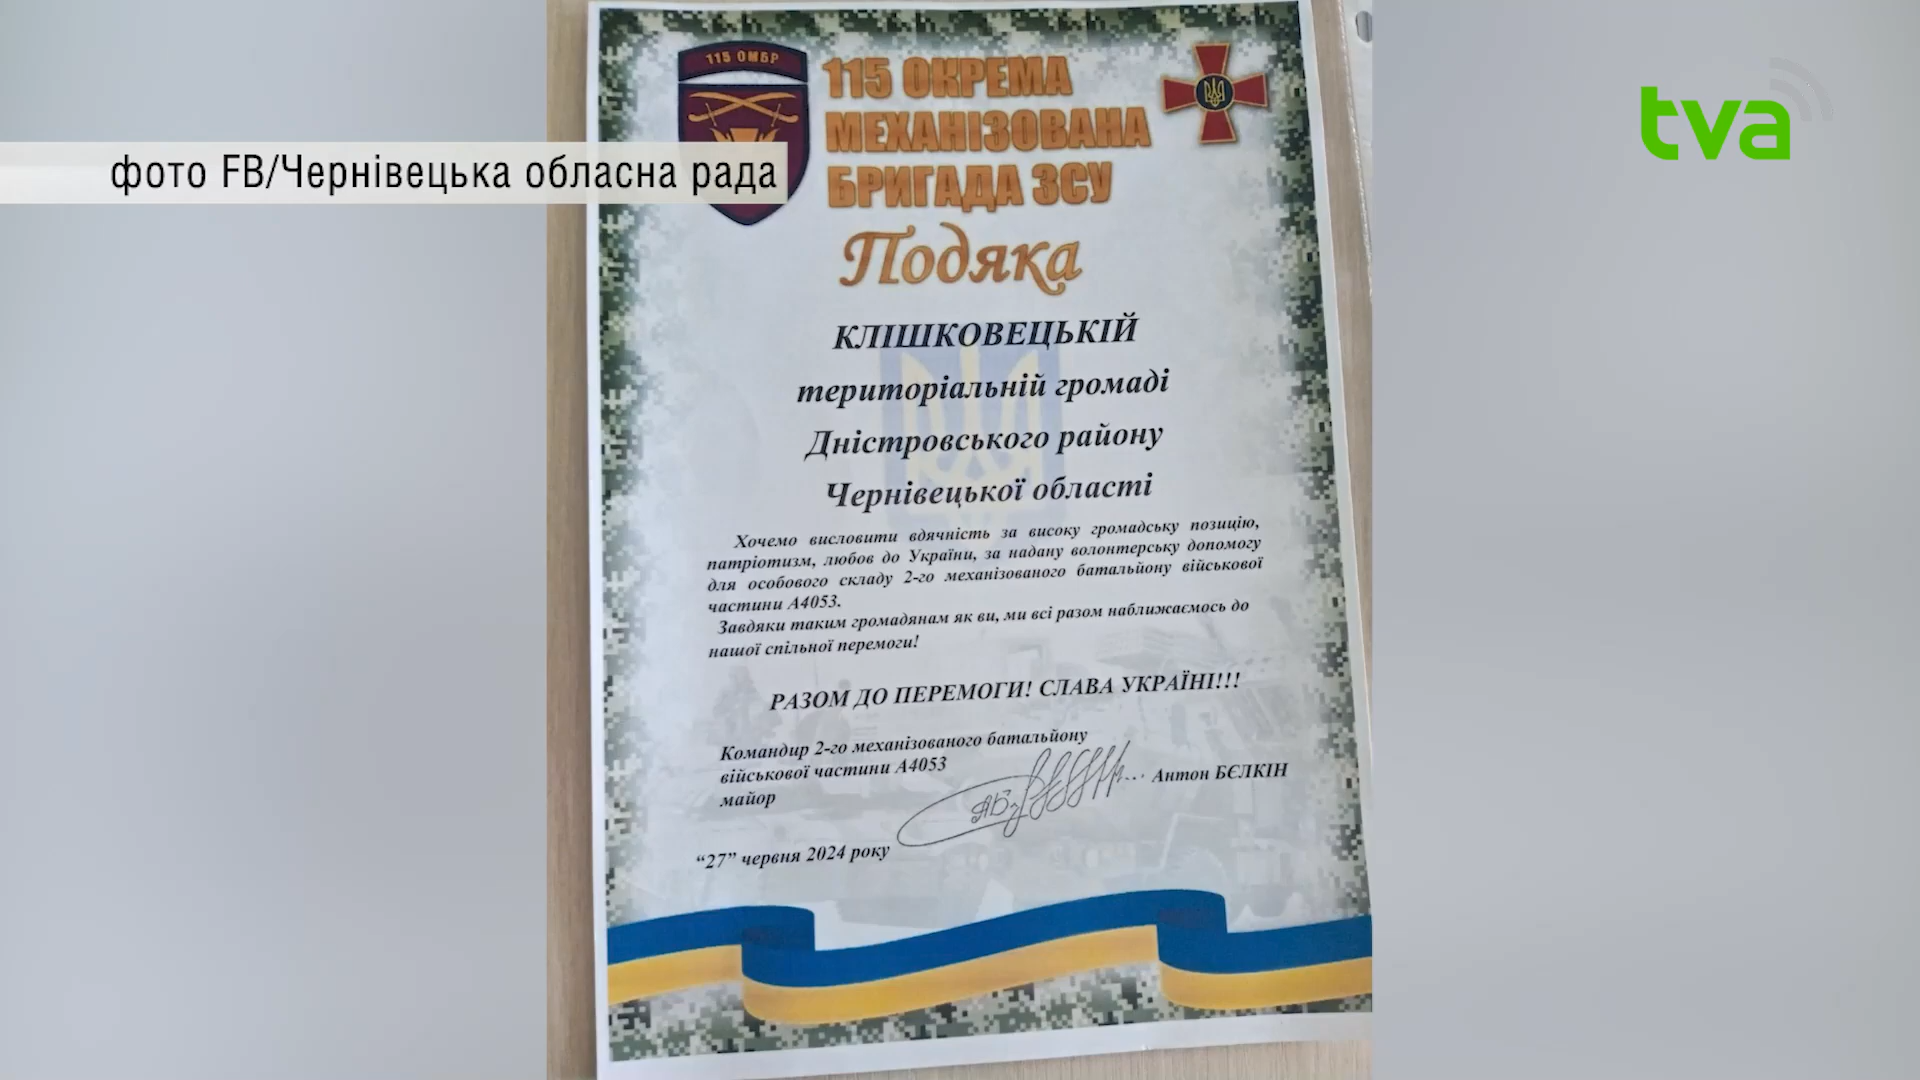 115 ОМБР
115 ОКРЕМА
МЕХАНІЗОВАНА
БРИГАДА ЗСУ
tva
фото FB/Чернівецька обласна рада
Подяка
КЛІШКОВЕЦЬКІЙ
територіальній громаді
Дністровського району
Чернівецької області
Хочемо висловити вдячність за високу громадську позицію,
патріотизм, любов до України, за надану волонтерську допомогу
для особового складу 2-го механізованого батальйону військової
частини А4053.
Завдяки таким громадянам як ви, ми всі разом наближаємось до
нашої спільної перемоги!
РАЗОМ ДО ПЕРЕМОГИ! СЛАВА УКРАЇНІ!!!
Командир 2-го механізованого батальйону
військової частини А4053
майор
Антон БЄЛКІН
“27” червня 2024 року